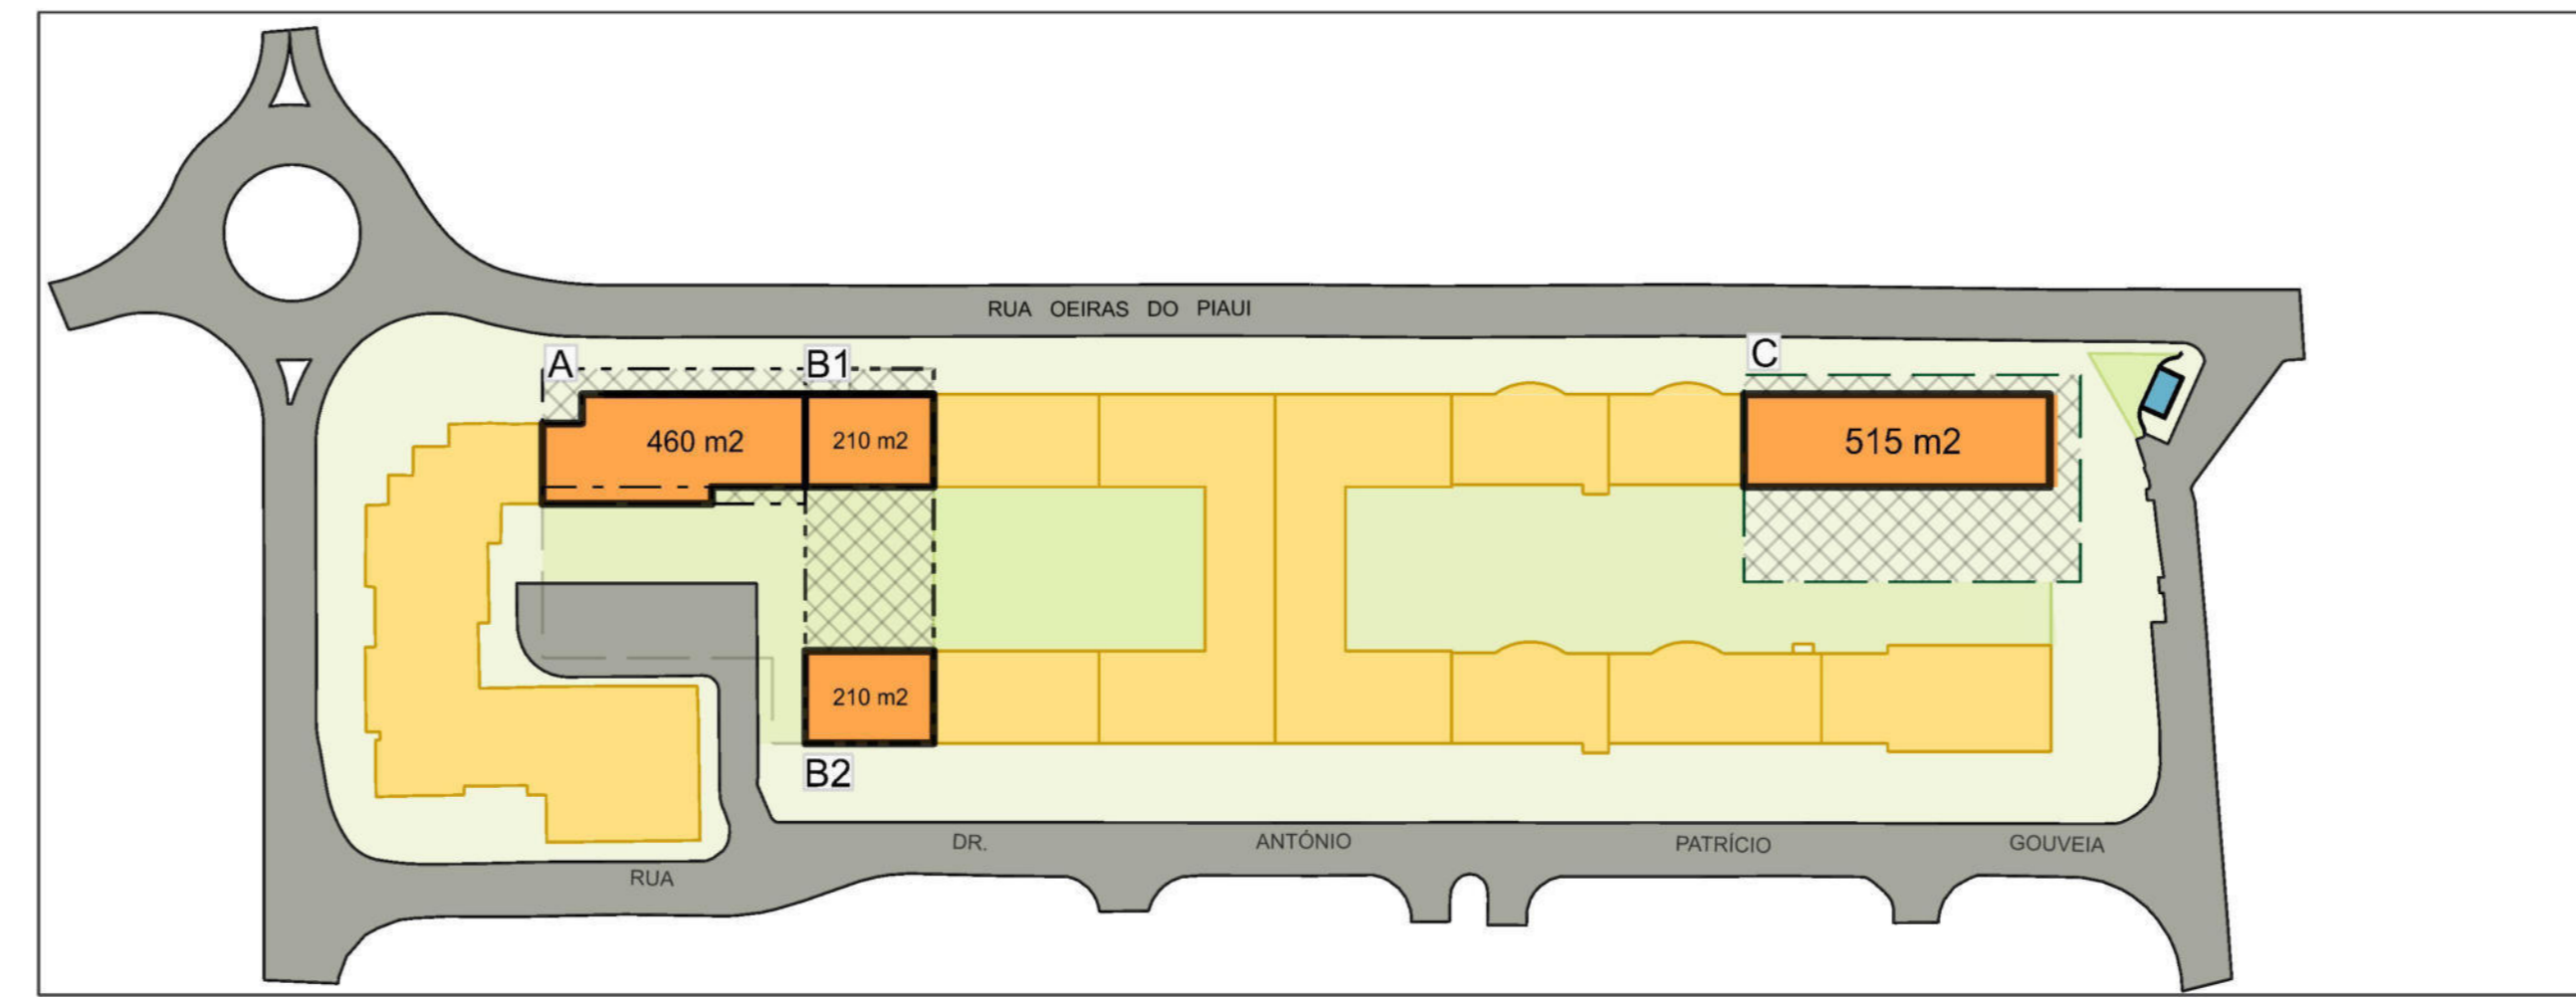 RUA OEIRAS DO PIAUI
A
B1
C
460 m2
210 m2
515 m2
210 m2
B2
RUA DR. ANTÓNIO PATRÍCIO GOUVEIA